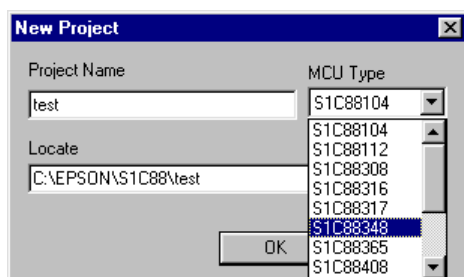 New Project
Project Name
MCU Type
test
S1C88104
S1C88104
S1C88112
S1C88308
S1C88316
S1C88317
S1C88348
S1C88365
S1C88408
Locate
C:\EPSON\S1C88\test
OK